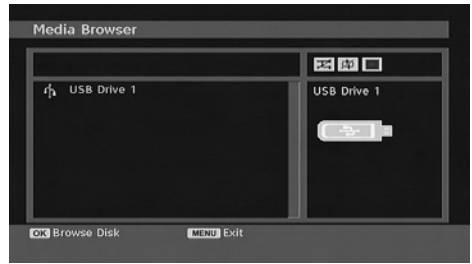 Media Browser
USB Drive 1
USB Drive 1
OK Browse Disk
MENU Exit